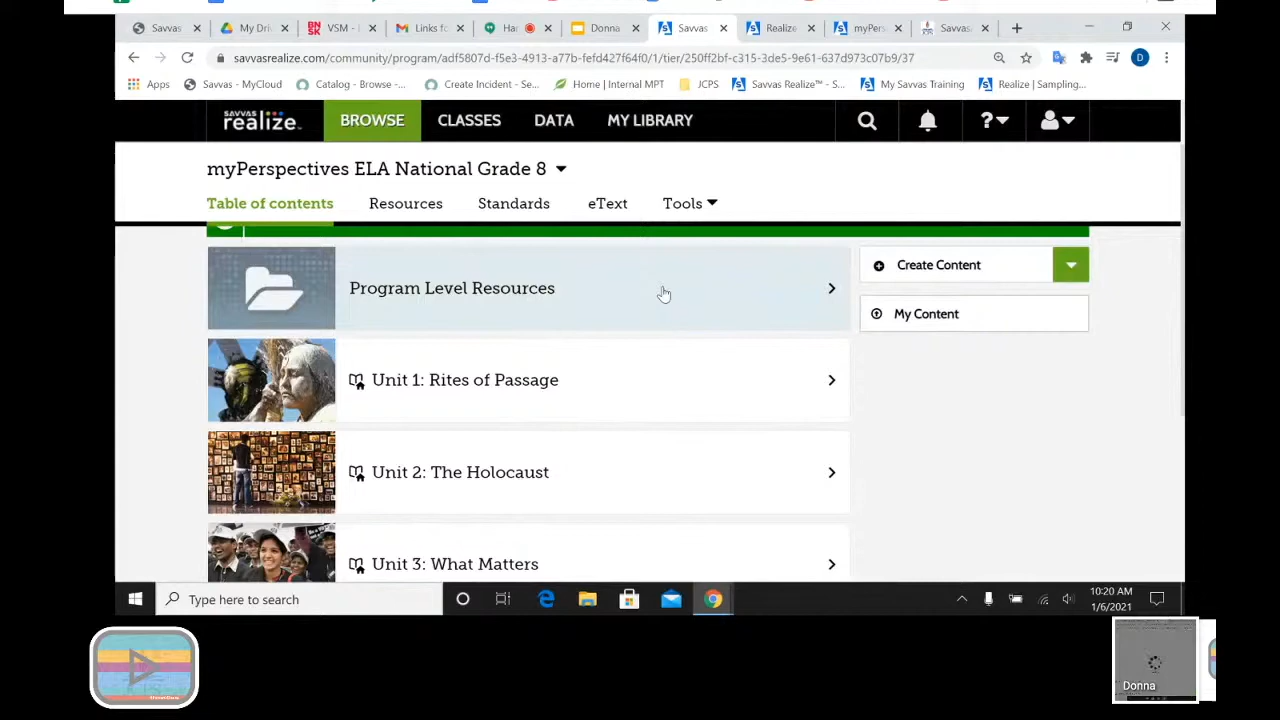 Savvas
My Driv
VSM -
Links fo
Ha
Donna
Savvas
Realize
myPers
Savvas
savvasrealize.com/community/program/adf5807d-f5e3-4913-a77b-fefd427f64f0/1/tier/250ff2bf-c315-3de5-9e61-637d973c07b9/37
D
Apps
Savvas - MyCloud
Catalog - Browse -...
Create Incident - Se...
Home | Internal MPT
JCPS
Savvas Realize™ - S...
My Savvas Training
Realize | Sampling...
SAVVAS
realize™
BROWSE
CLASSES
DATA
MY LIBRARY
?
myPerspectives ELA National Grade 8
Table of contents
Resources
Standards
eText
Tools
Program Level Resources
Create Content
My Content
Unit 1: Rites of Passage
Unit 2: The Holocaust
Unit 3: What Matters
Type here to search
10:20 AM
1/6/2021
Donna